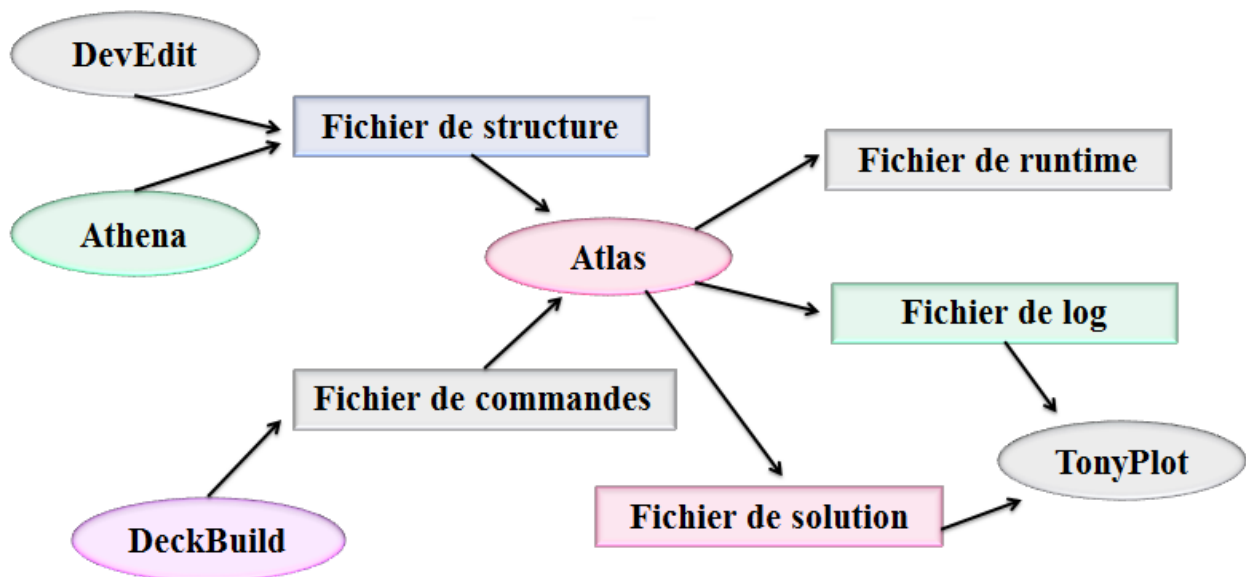 DevEdit
Fichier de structure
Fichier de runtime
Athena
Atlas
Fichier de log
Fichier de commandes
TonyPlot
Fichier de solution
DeckBuild